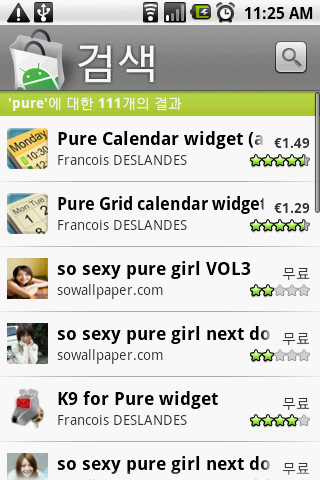 11:25 AM
검색
'pure'에 대한 111개의 결과
Pure Calendar widget (a
€1.49
Francois DESLANDES
Pure Grid calendar widget
€1.29
Francois DESLANDES
so sexy pure girl VOL3
무료
sowallpaper.com
so sexy pure girl next do
무료
sowallpaper.com
K9 for Pure widget
무료
Francois DESLANDES
so sexy pure girl next do
무료